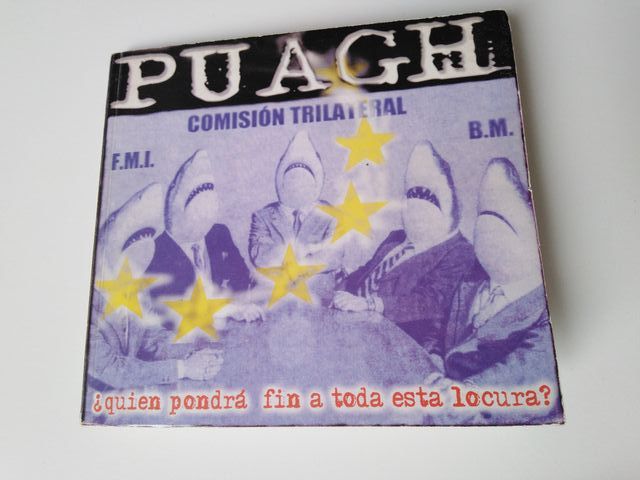 PUAGH
COMISIÓN TRILATERAL
F.M.I.
B.M.
¿quien pondrá fin a toda esta locura?